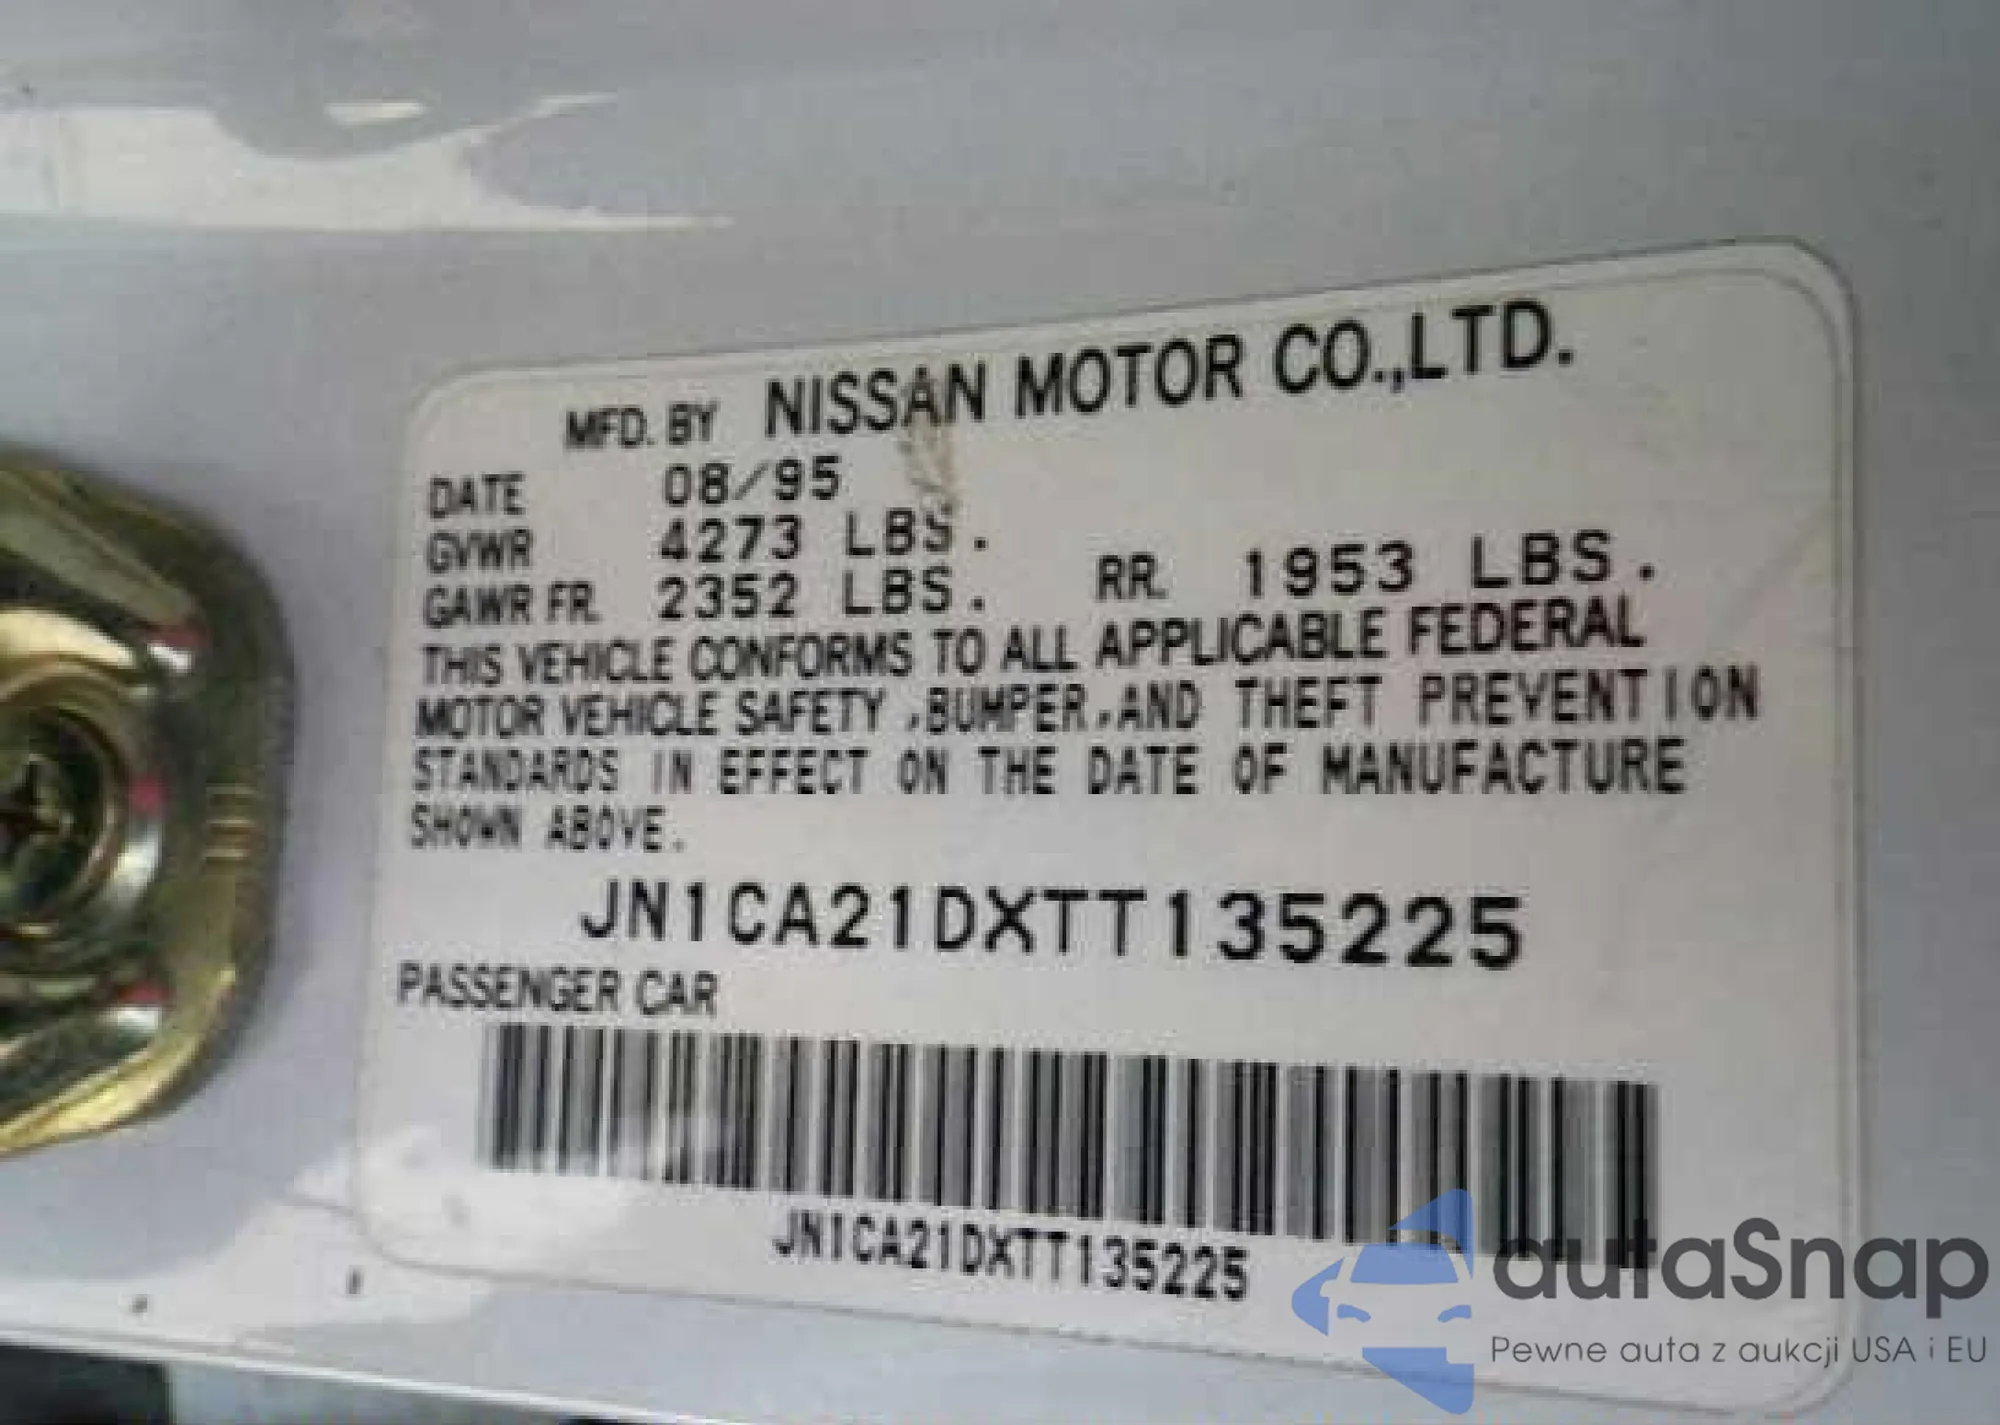 MFD. BY NISSAN MOTOR CO.,LTD.
DATE 08/95
GVWR 4273 LBS.
GAWR FR. 2352 LBS. RR. 1953 LBS.
THIS VEHICLE CONFORMS TO ALL APPLICABLE FEDERAL
MOTOR VEHICLE SAFETY ,BUMPER,AND THEFT PREVENTION
STANDARDS IN EFFECT ON THE DATE OF MANUFACTURE
SHOWN ABOVE.
JN1CA21DXTT135225
PASSENGER CAR
JN1CA21DXTT135225
autaSnap
Pewne auta z aukcji USA i EU